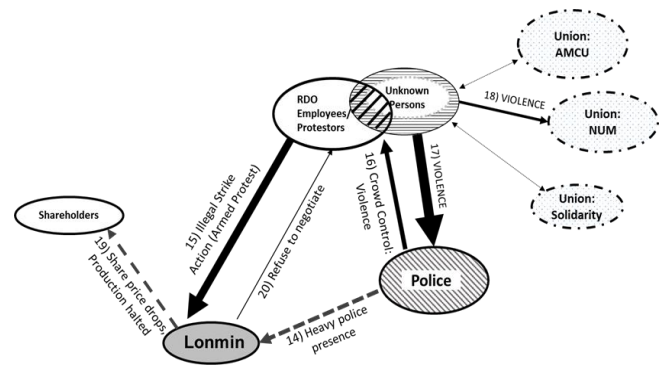 Union:
AMCU
RDO
Employees/
Protestors
Unknown
Persons
18) VIOLENCE
Union:
NUM
15) Illegal Strike
Action (Armed Protest)
20) Refuse to negotiate
16) Crowd Control:
Violence
17) VIOLENCE
Union:
Solidarity
Shareholders
19) Share price drops,
Production halted
Police
14) Heavy police
presence
Lonmin